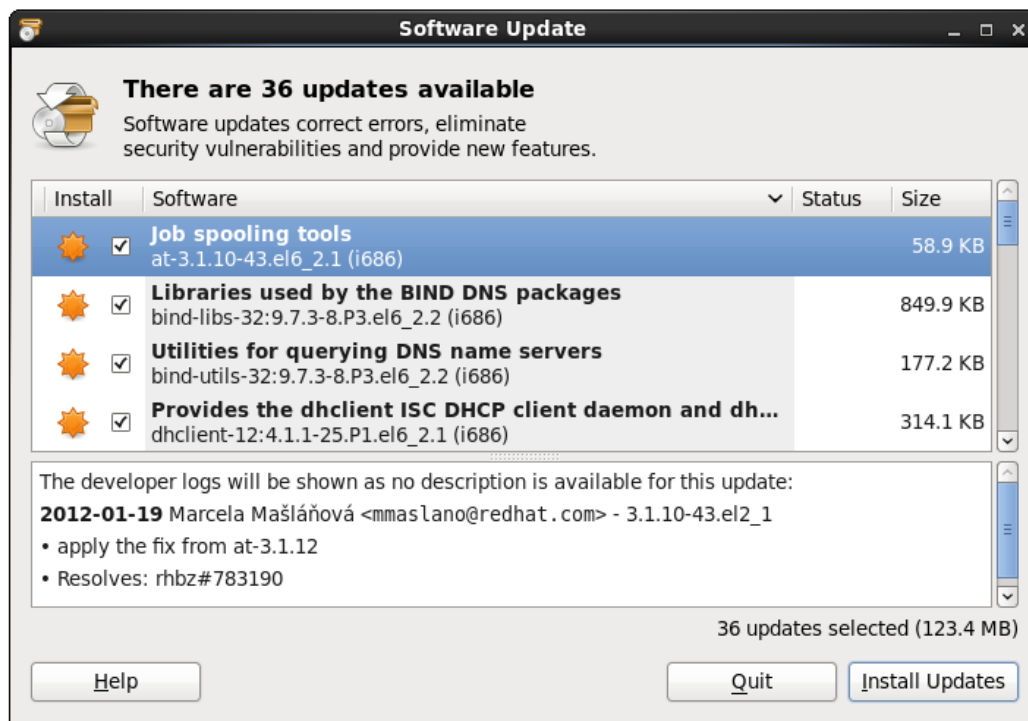 Software Update
There are 36 updates available
Software updates correct errors, eliminate
security vulnerabilities and provide new features.
Install Software Status Size
Job spooling tools
at-3.1.10-43.el6_2.1 (i686) 58.9 KB
Libraries used by the BIND DNS packages
bind-libs-32:9.7.3-8.P3.el6_2.2 (i686) 849.9 KB
Utilities for querying DNS name servers
bind-utils-32:9.7.3-8.P3.el6_2.2 (i686) 177.2 KB
Provides the dhclient ISC DHCP client daemon and dh...
dhclient-12:4.1.1-25.P1.el6_2.1 (i686) 314.1 KB
The developer logs will be shown as no description is available for this update:
2012-01-19 Marcela Mašláňová <mmaslano@redhat.com> - 3.1.10-43.el2_1
• apply the fix from at-3.1.12
• Resolves: rhbz#783190
36 updates selected (123.4 MB)
Help Quit Install Updates